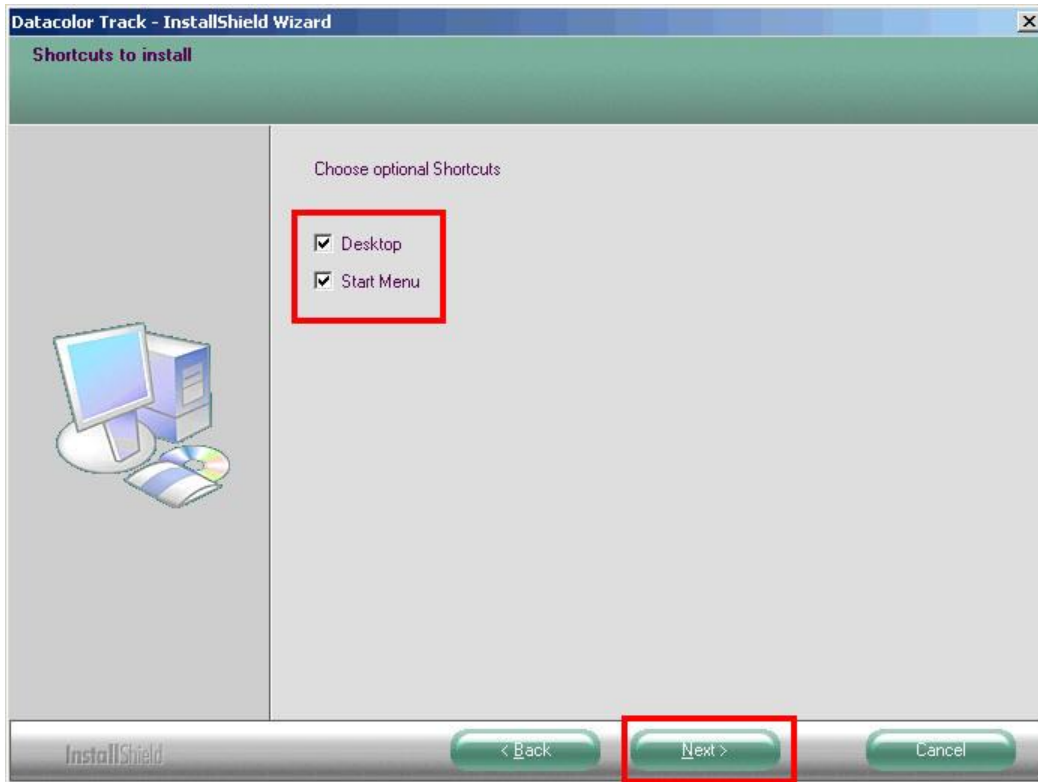 Datacolor Track - InstallShield Wizard
Shortcuts to install
Choose optional Shortcuts
Desktop
Start Menu
InstallShield
< Back
Next >
Cancel